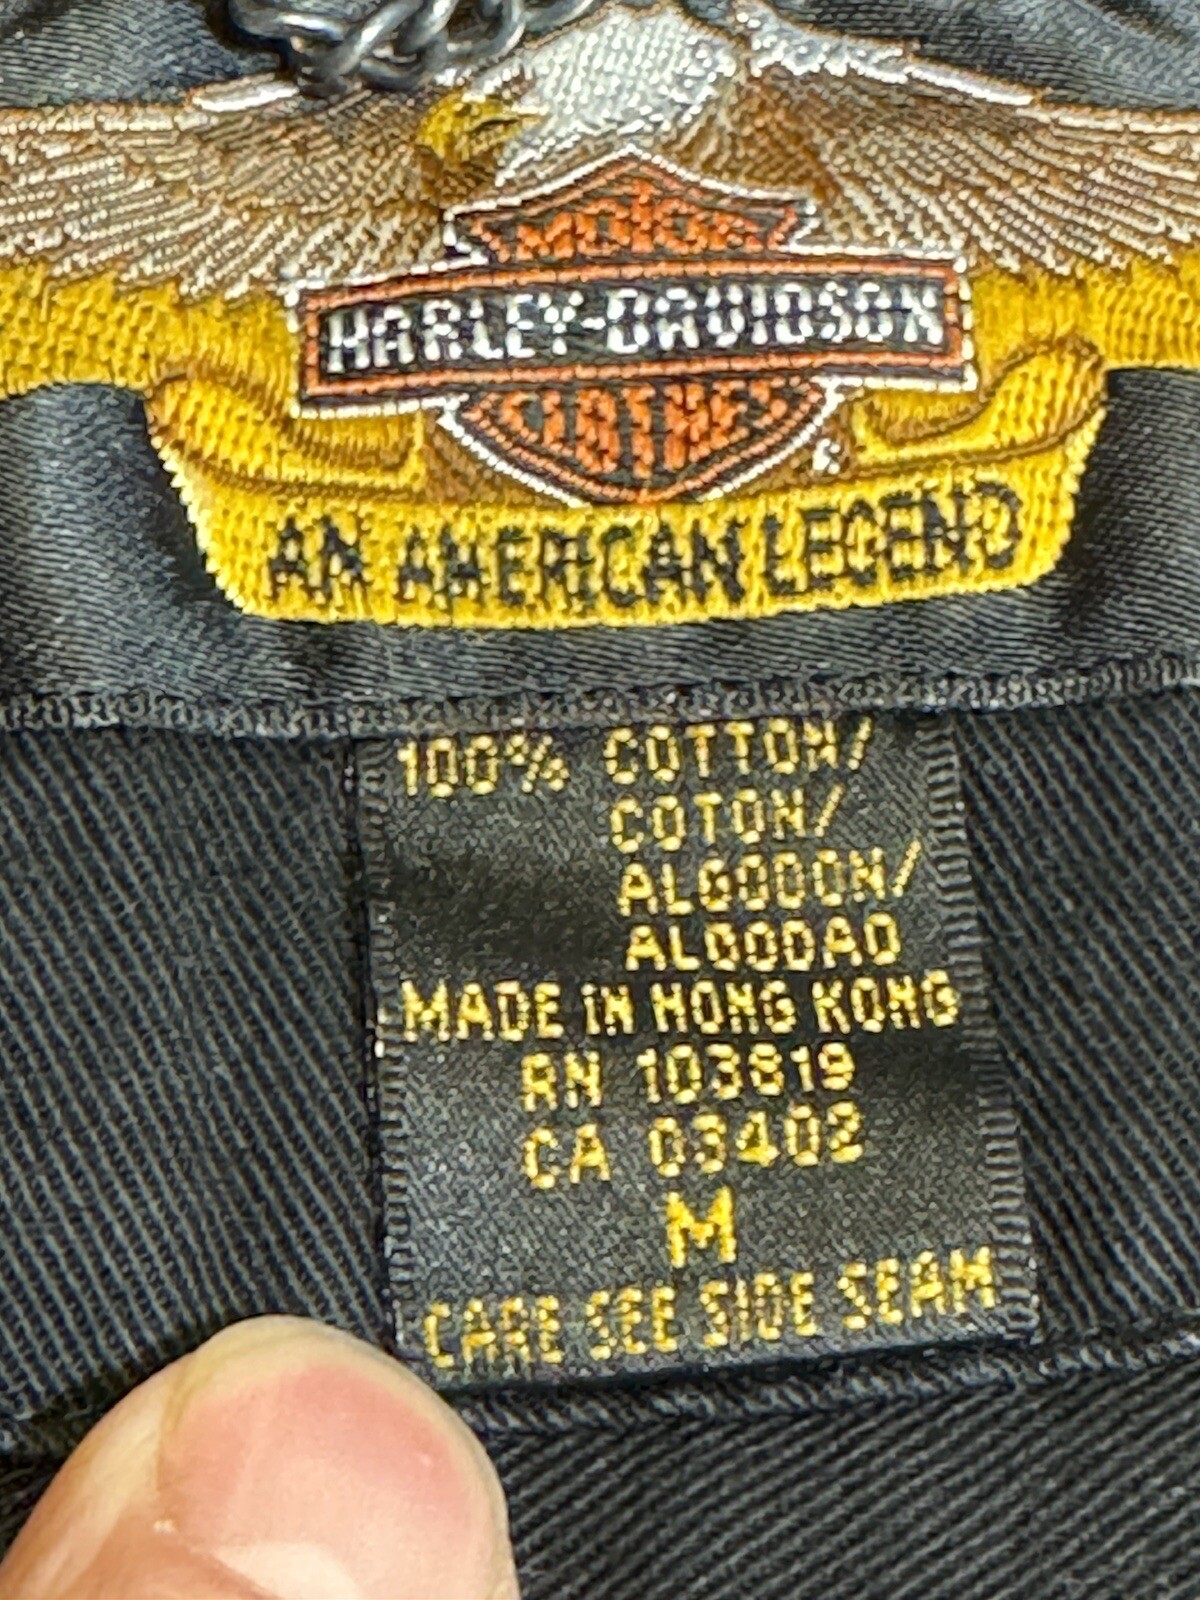 MOTOR
HARLEY-DAVIDSON
CLOTHES
®
AN AMERICAN LEGEND
100% COTTON/
COTON/
ALGODON/
ALGODAO
MADE IN HONG KONG
RN 103819
CA 03402
M
CARE SEE SIDE SEAM